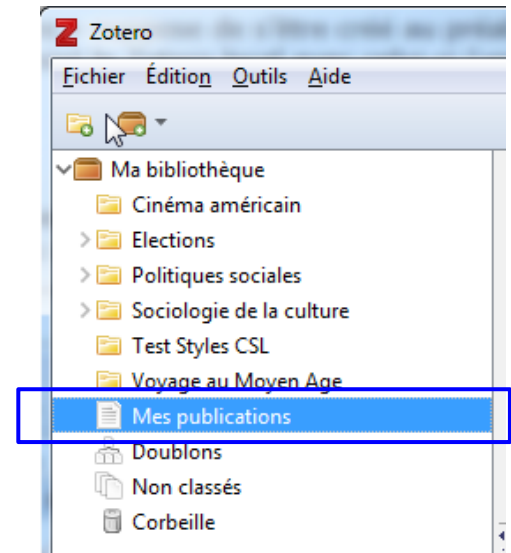 Zotero
Fichier Édition Outils Aide
Ma bibliothèque
Cinéma américain
Elections
Politiques sociales
Sociologie de la culture
Test Styles CSL
Voyage au Moyen Age
Mes publications
Doublons
Non classés
Corbeille